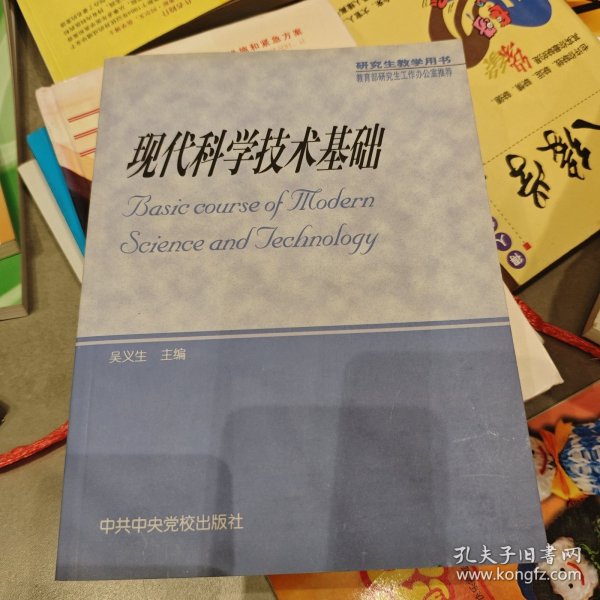 研究生教学用书
教育部研究生工作办公室推荐
现代科学技术基础
Basic course of Modern
Science and Technology
吴义生 主编
中共中央党校出版社
孔夫子旧书网
www.kongfz.com